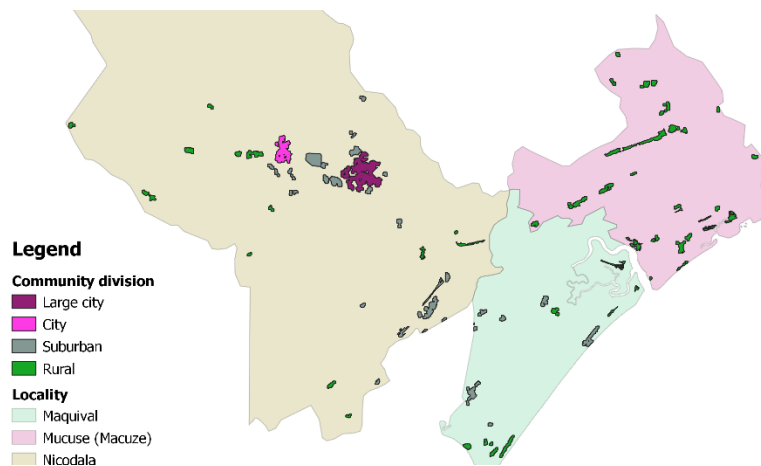 Legend
Community division
Large city
City
Suburban
Rural
Locality
Maquival
Mucuse (Macuze)
Nicodala